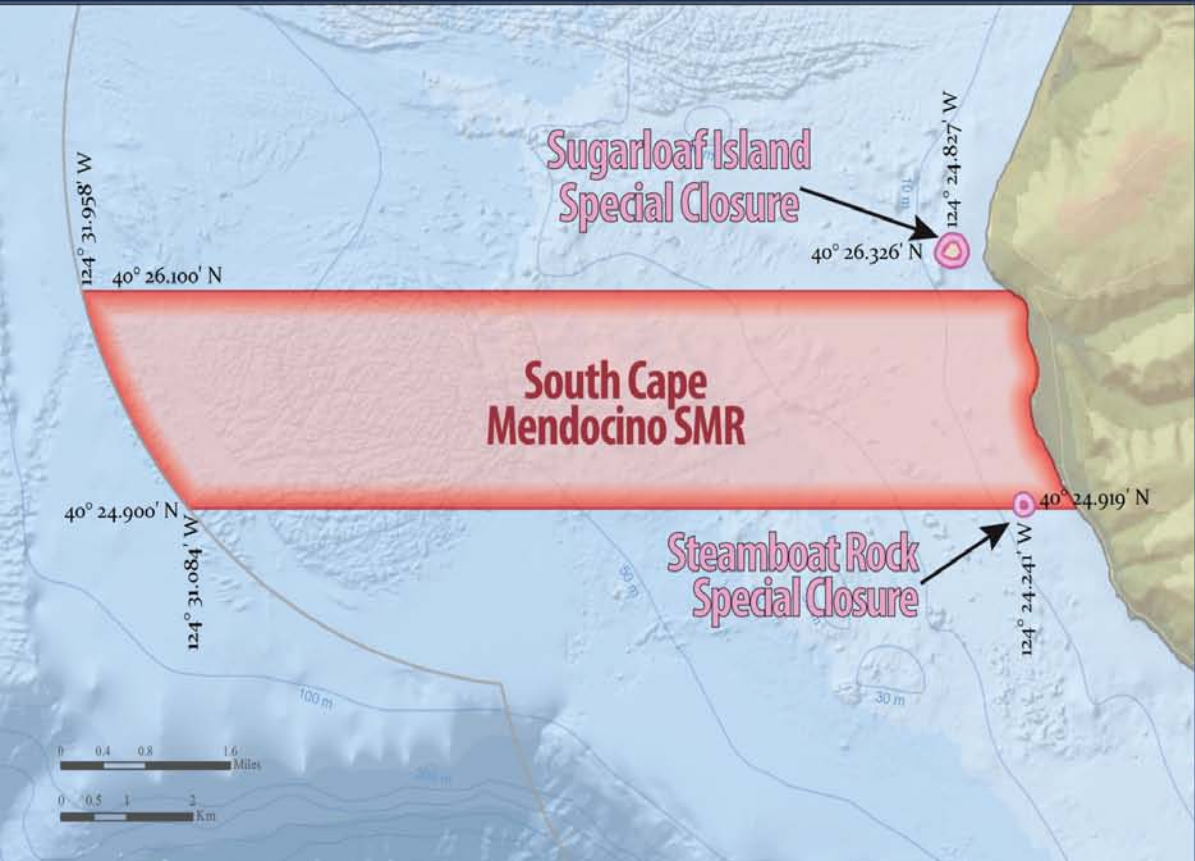 Sugarloaf Island
Special Closure
124° 24.827' W
10 m
40° 26.326' N
124° 31.958' W
40° 26.100' N
South Cape
Mendocino SMR
40° 24.900' N
124° 31.084' W
40° 24.919' N
Steamboat Rock
Special Closure
124° 24.241' W
50 m
30 m
100 m
200 m
0 0.4 0.8 1.6
Miles
0 0.5 1 2
Km